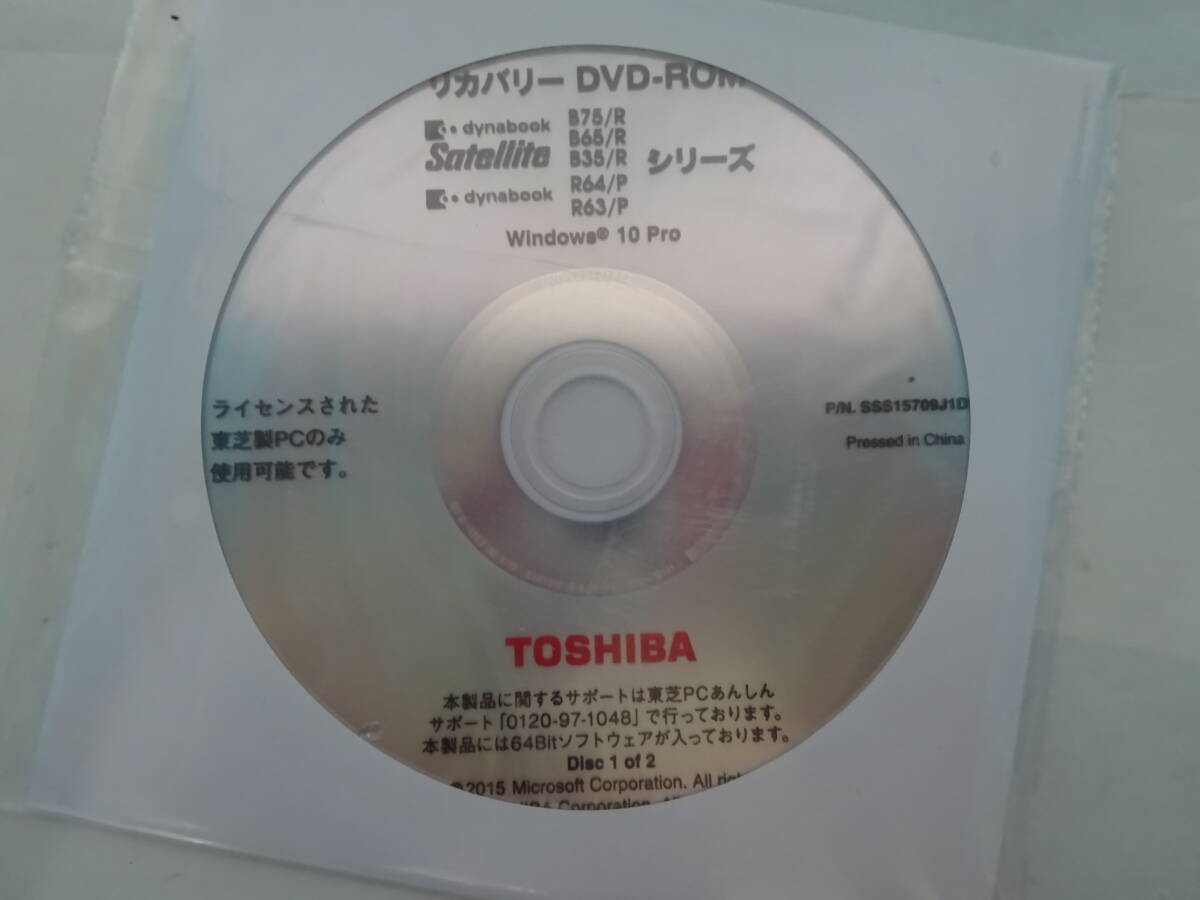 リカバリー DVD-ROM
dynabook B75/R
B65/R
Satellite B35/R シリーズ
R64/P
dynabook R63/P
Windows® 10 Pro
ライセンスされた
東芝製PCのみ
使用可能です。
P/N. SSS15709J1D
Pressed in China
TOSHIBA
本製品に関するサポートは東芝PCあんしん
サポート「0120-97-1048」で行っております。
本製品には64Bitソフトウェアが入っております。
Disc 1 of 2
©2015 Microsoft Corporation. All
Corporation.